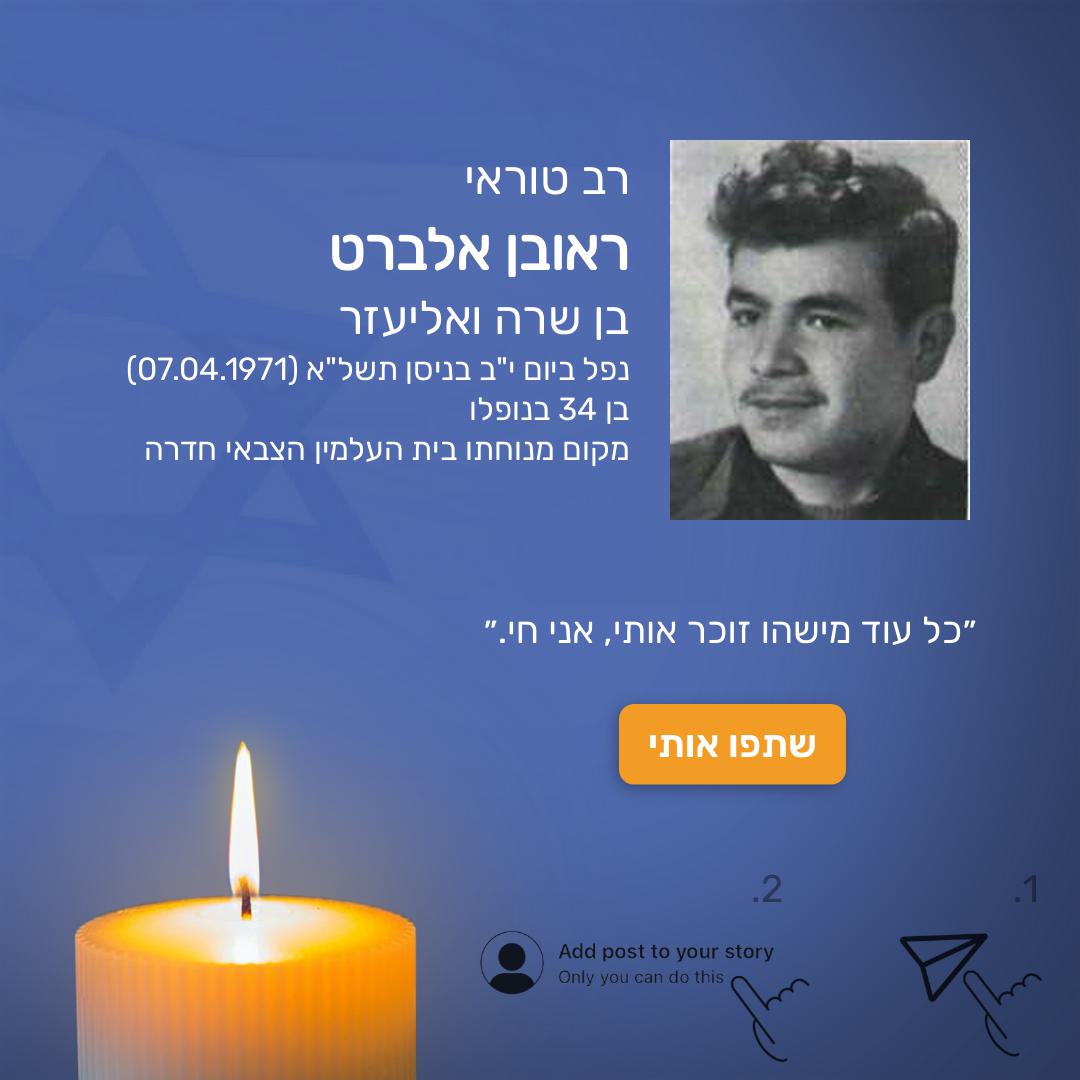 רב טוראי
ראובן אלברט
בן שרה ואליעזר
נפל ביום י"ב בניסן תשל"א (07.04.1971)
בן 34 בנופלו
מקום מנוחתו בית העלמין הצבאי חדרה
״כל עוד מישהו זוכר אותי, אני חי.״
שתפו אותי
.1
.2
Add post to your story
Only you can do this